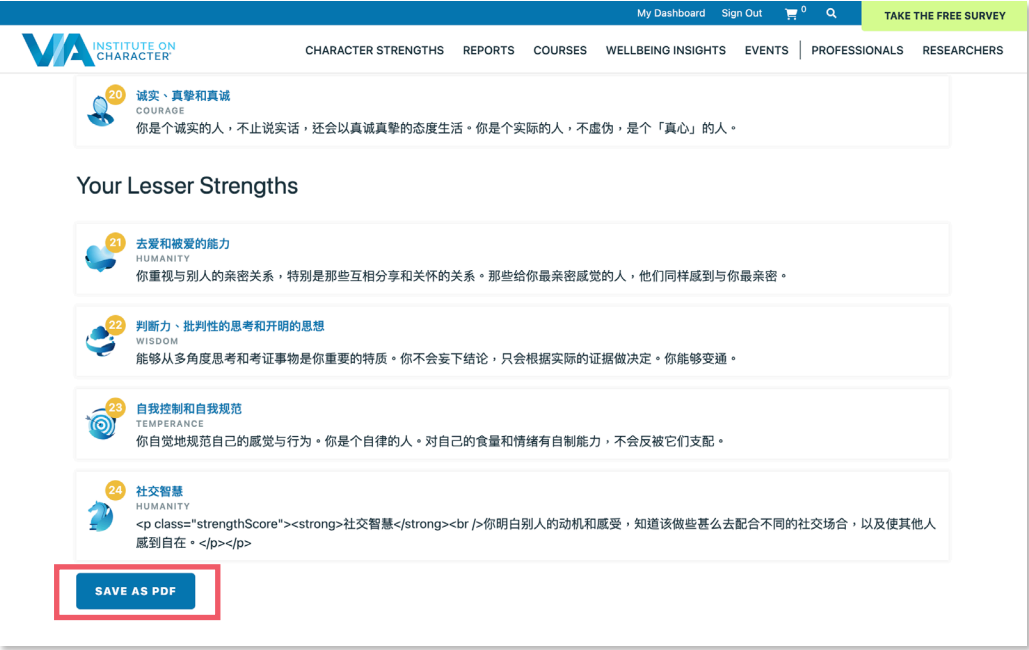 My Dashboard Sign Out 0 TAKE THE FREE SURVEY
VIA INSTITUTE ON CHARACTER®
CHARACTER STRENGTHS REPORTS COURSES WELLBEING INSIGHTS EVENTS PROFESSIONALS RESEARCHERS
20 诚实、真挚和真诚
COURAGE
你是个诚实的人，不止说实话，还会以真诚真挚的态度生活。你是个实际的人，不虚伪，是个「真心」的人。
Your Lesser Strengths
21 去爱和被爱的能力
HUMANITY
你重视与别人的亲密关系，特别是那些互相分享和关怀的关系。那些给你最亲密感觉的人，他们同样感到与你最亲密。
22 判断力、批判性的思考和开明的思想
WISDOM
能够从多角度思考和考证事物是你重要的特质。你不会妄下结论，只会根据实际的证据做决定。你能够变通。
23 自我控制和自我规范
TEMPERANCE
你自觉地规范自己的感觉与行为。你是个自律的人。对自己的食量和情绪有自制能力，不会反被它们支配。
24 社交智慧
HUMANITY
<p class="strengthScore"><strong>社交智慧</strong><br />你明白别人的动机和感受，知道该做些甚么去配合不同的社交场合，以及使其他人
感到自在。</p></p>
SAVE AS PDF